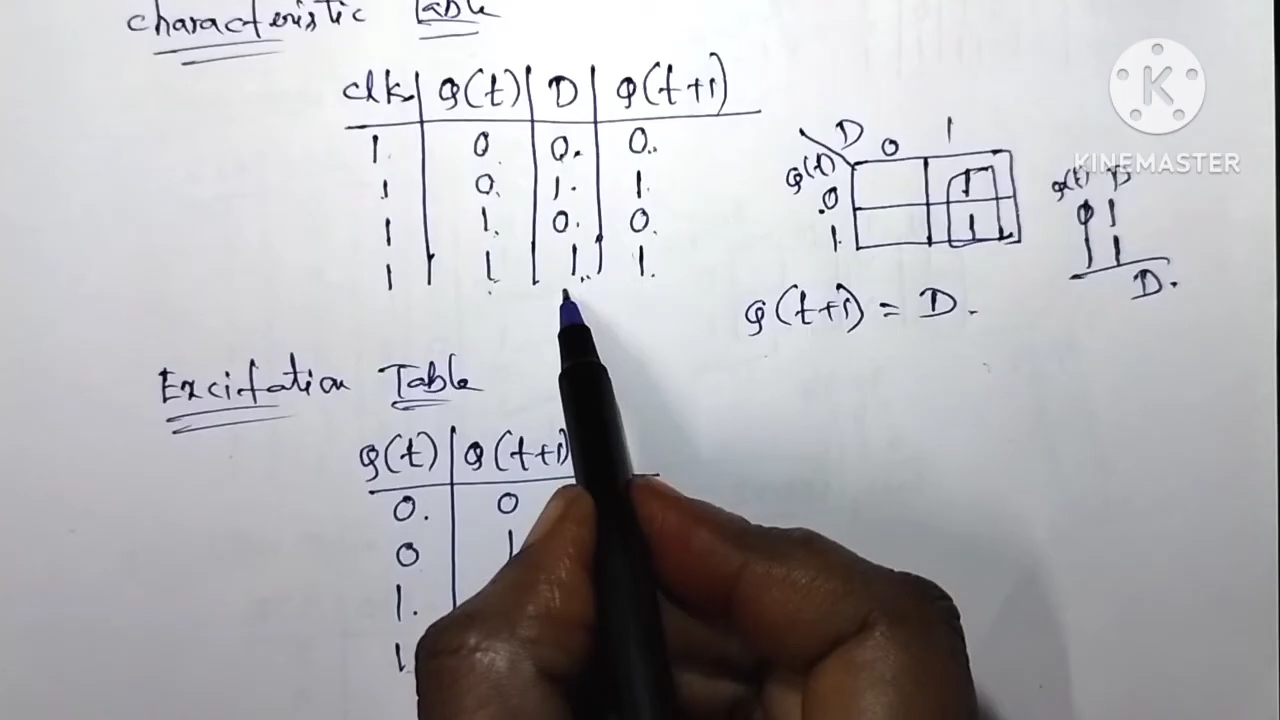 characteristic Table
clk Q(t) D Q(t+1)
1. 0. 0. 0..
1 0. 1. 1.
1 1. 0. 0.
1 1. 1.. 1.
D 0 1
Q(t)
.0 1
1. 1
Q(t) D
0 1
1 1
D.
Q(t+1) = D.
K
KINEMASTER
Excitation Table
Q(t) Q(t+1)
0. 0
0 1
1.
1